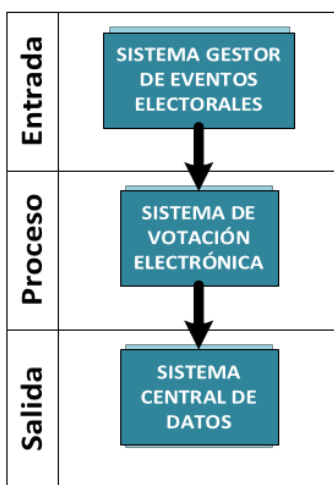 Entrada
SISTEMA GESTOR
DE EVENTOS
ELECTORALES
Proceso
SISTEMA DE
VOTACIÓN
ELECTRÓNICA
Salida
SISTEMA
CENTRAL DE
DATOS